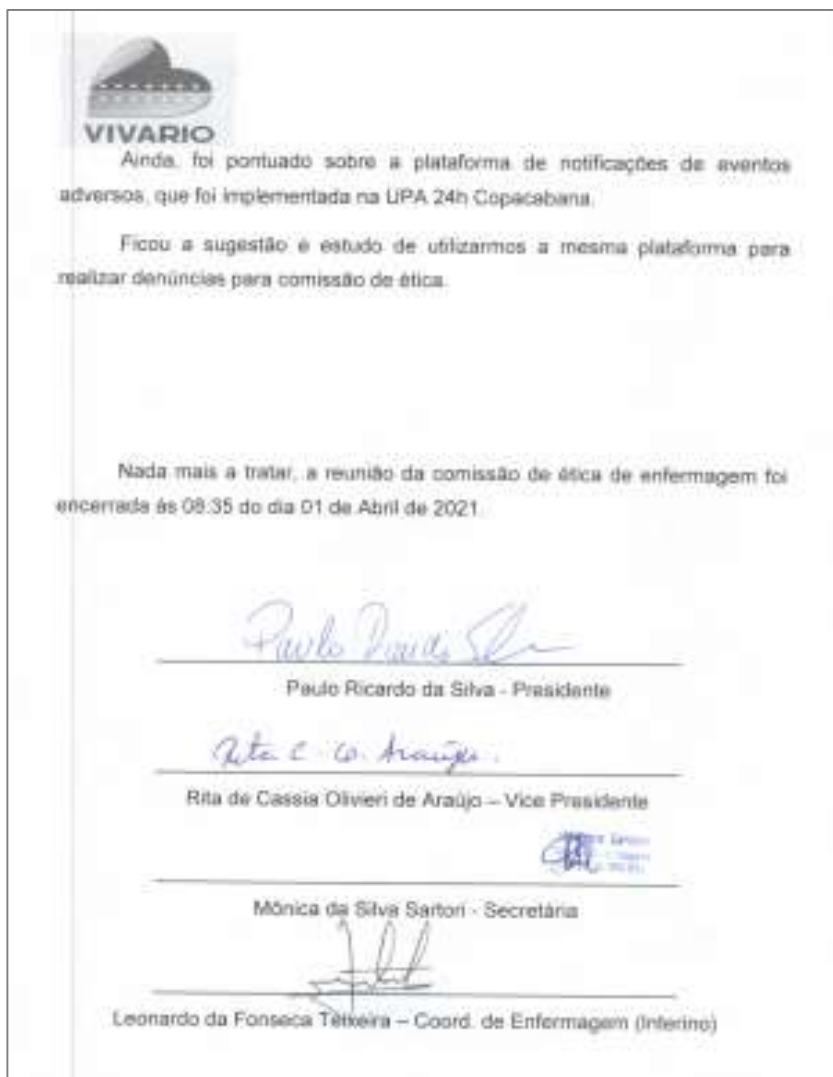 VIVARIO
Ainda, foi pontuado sobre a plataforma de notificações de eventos
adversos, que foi implementada na UPA 24h Copacabana.
Ficou a sugestão e estudo de utilizarmos a mesma plataforma para
realizar denúncias para comissão de ética.
Nada mais a tratar, a reunião da comissão de ética de enfermagem foi
encerrada às 08:35 do dia 01 de Abril de 2021.
Paulo
Paulo Ricardo da Silva - Presidente
Rita C. O. Araújo.
Rita de Cassia Olivieri de Araújo – Vice Presidente
Mônica da Silva Sartori - Secretária
Leonardo da Fonseca Teixeira – Coord. de Enfermagem (Interino)